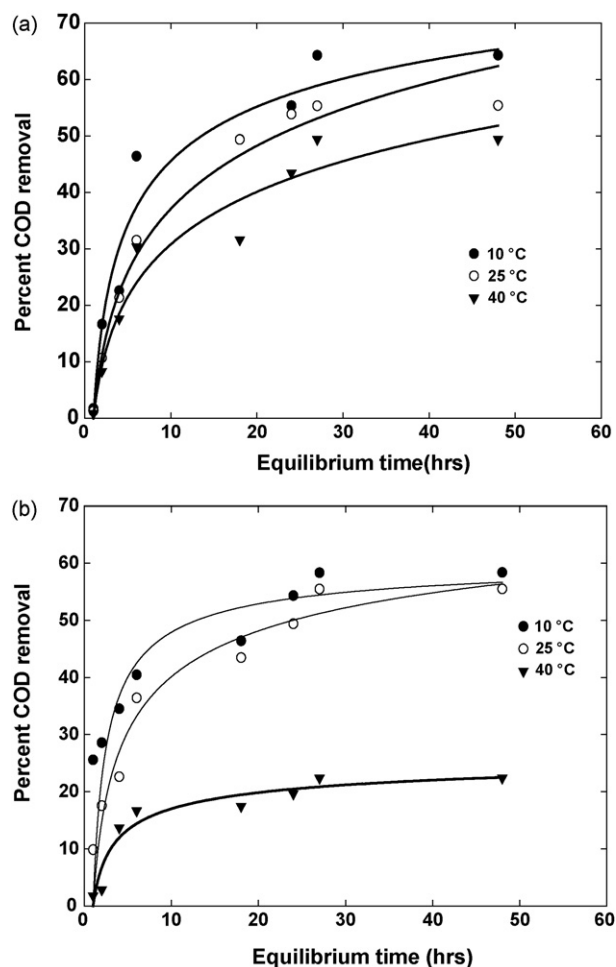 (a)
70
60
50
40
30
20
10
0
Percent COD removal
10 °C
25 °C
40 °C
0 10 20 30 40 50 60
Equilibrium time(hrs)
(b)
70
60
50
40
30
20
10
0
Percent COD removal
10 °C
25 °C
40 °C
0 10 20 30 40 50 60
Equilibrium time (hrs)